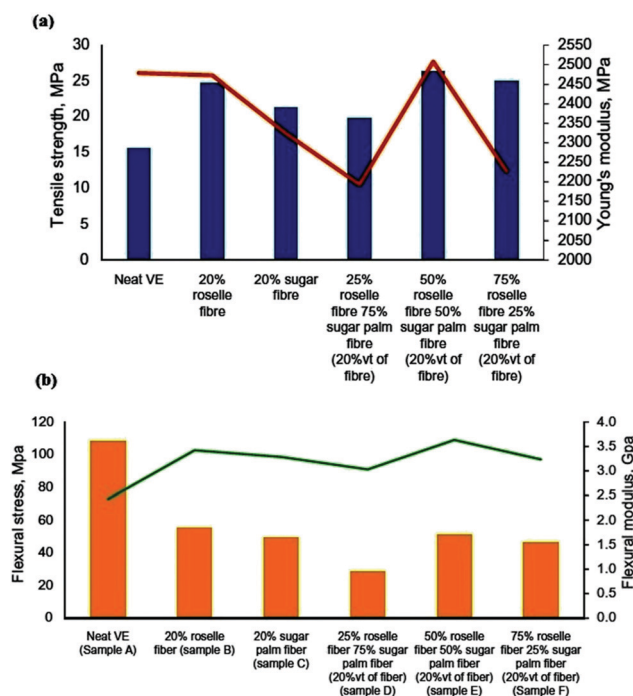 (a)
Tensile strength, MPa
30
25
20
15
10
5
0
Young's modulus, MPa
2550
2500
2450
2400
2350
2300
2250
2200
2150
2100
2050
2000
Neat VE
20%
roselle
fibre
20% sugar
fibre
25%
roselle
fibre 75%
sugar palm
fibre
(20%vt of
fibre)
50%
roselle
fibre 50%
sugar palm
fibre
(20%vt of
fibre)
75%
roselle
fibre 25%
sugar palm
fibre
(20%vt of
fibre)
(b)
Flexural stress, Mpa
120
100
80
60
40
20
0
Flexural modulus, Gpa
4.0
3.5
3.0
2.5
2.0
1.5
1.0
0.5
0.0
Neat VE
(Sample A)
20% roselle
fiber (sample B)
20% sugar
palm fiber
(sample C)
25% roselle
fiber 75% sugar
palm fiber
(20%vt of fiber)
(sample D)
50% roselle
fiber 50% sugar
palm fiber
(20%vt of fiber)
(sample E)
75% roselle
fiber 25% sugar
palm fiber
(20%vt of fiber)
(Sample F)